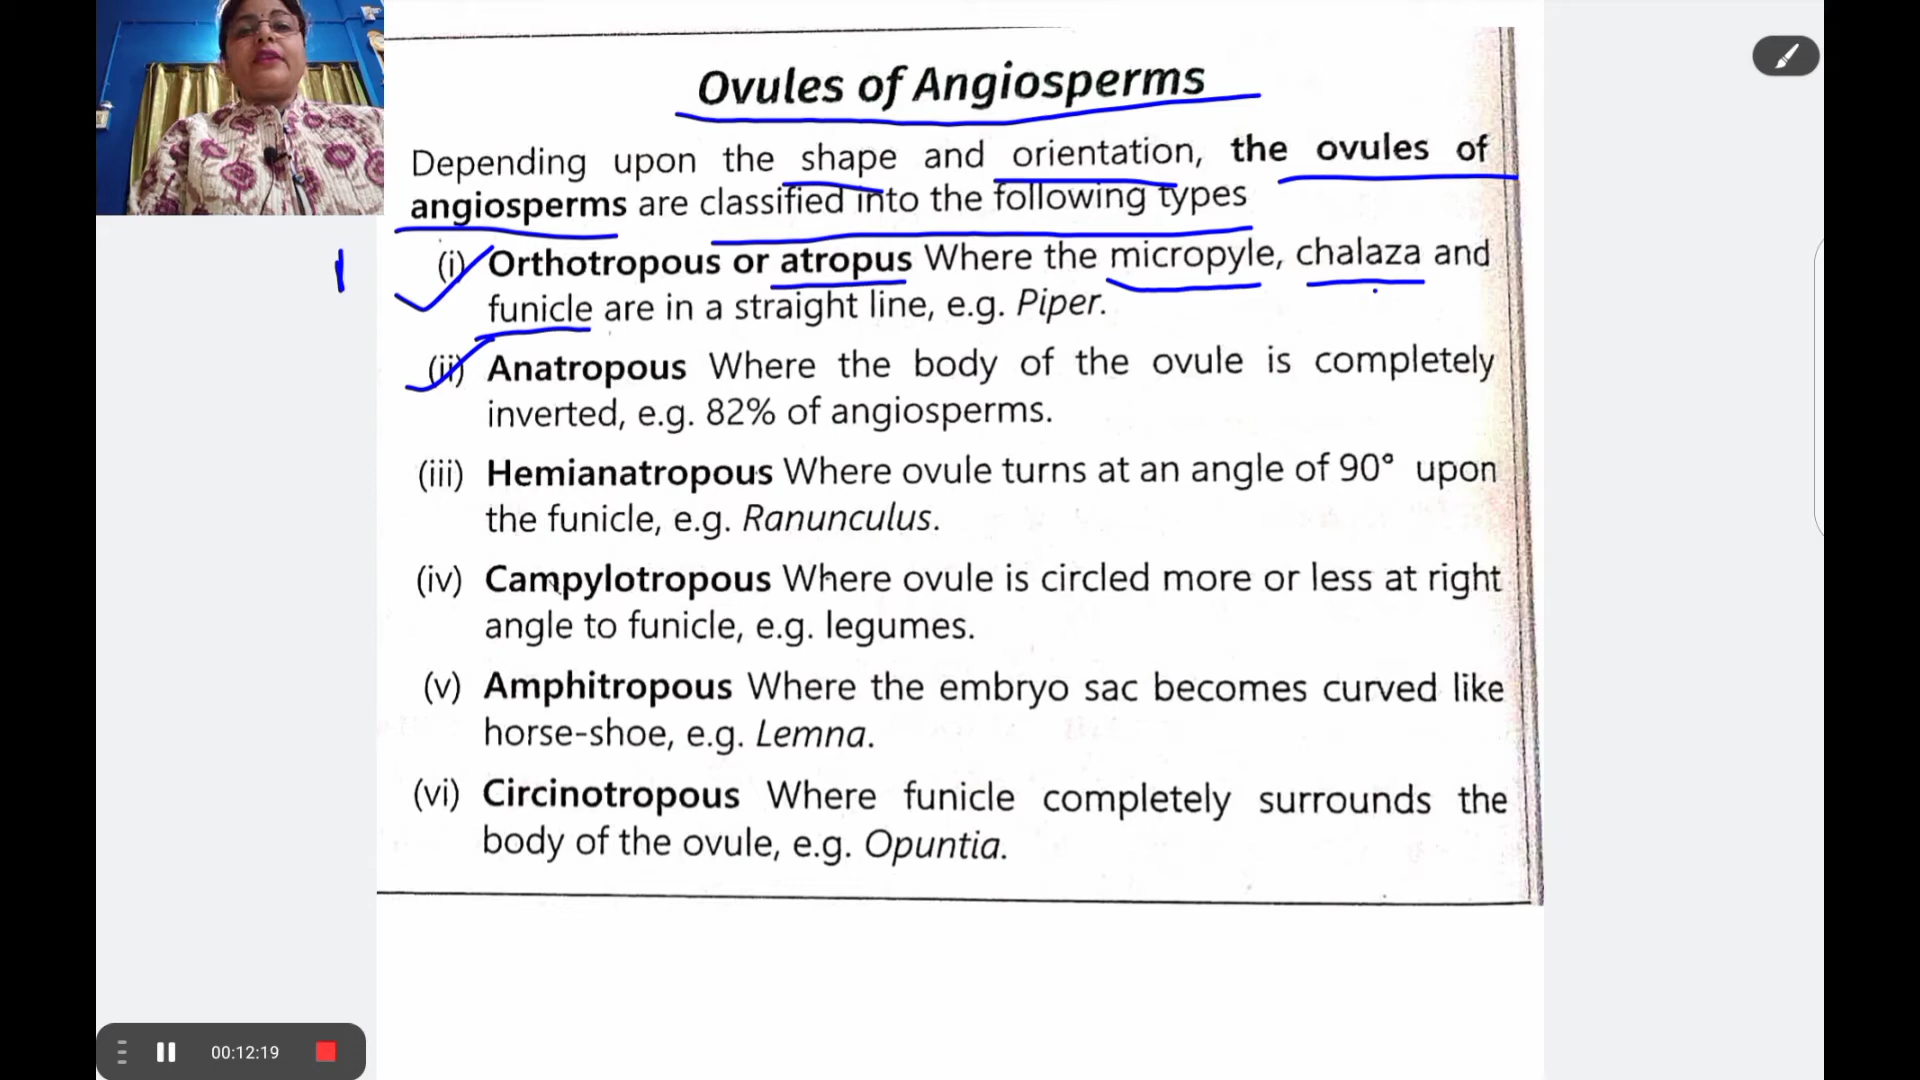 Ovules of Angiosperms
Depending upon the shape and orientation, the ovules of
angiosperms are classified into the following types
(i) Orthotropous or atropus Where the micropyle, chalaza and
funicle are in a straight line, e.g. Piper.
(ii) Anatropous Where the body of the ovule is completely
inverted, e.g. 82% of angiosperms.
(iii) Hemianatropous Where ovule turns at an angle of 90° upon
the funicle, e.g. Ranunculus.
(iv) Campylotropous Where ovule is circled more or less at right
angle to funicle, e.g. legumes.
(v) Amphitropous Where the embryo sac becomes curved like
horse-shoe, e.g. Lemna.
(vi) Circinotropous Where funicle completely surrounds the
body of the ovule, e.g. Opuntia.
00:12:19